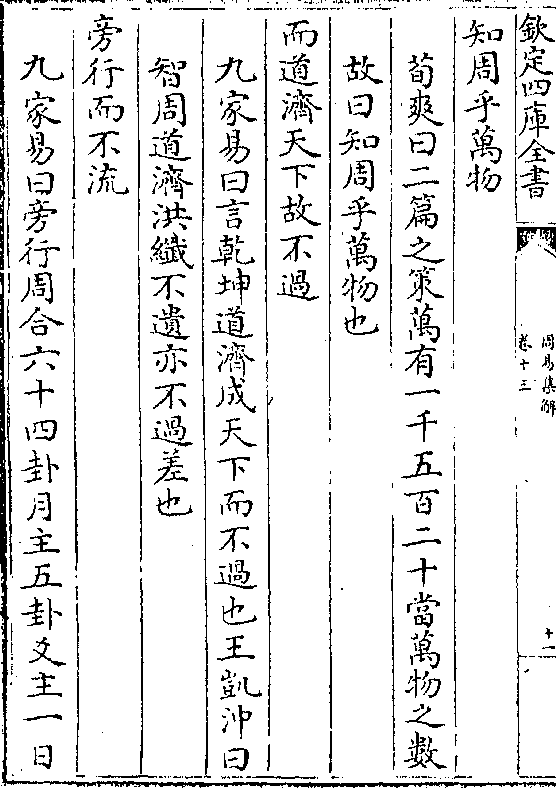 欽定四庫全書
周易集解
卷十三
十一
知周乎萬物
荀爽曰二篇之策萬有一千五百二十當萬物之數
故曰知周乎萬物也
而道濟天下故不過
九家易曰言乾坤道濟成天下而不過也王凱沖曰
智周道濟洪纖不遺亦不過差也
旁行而不流
九家易曰旁行周合六十四卦月主五卦爻主一日